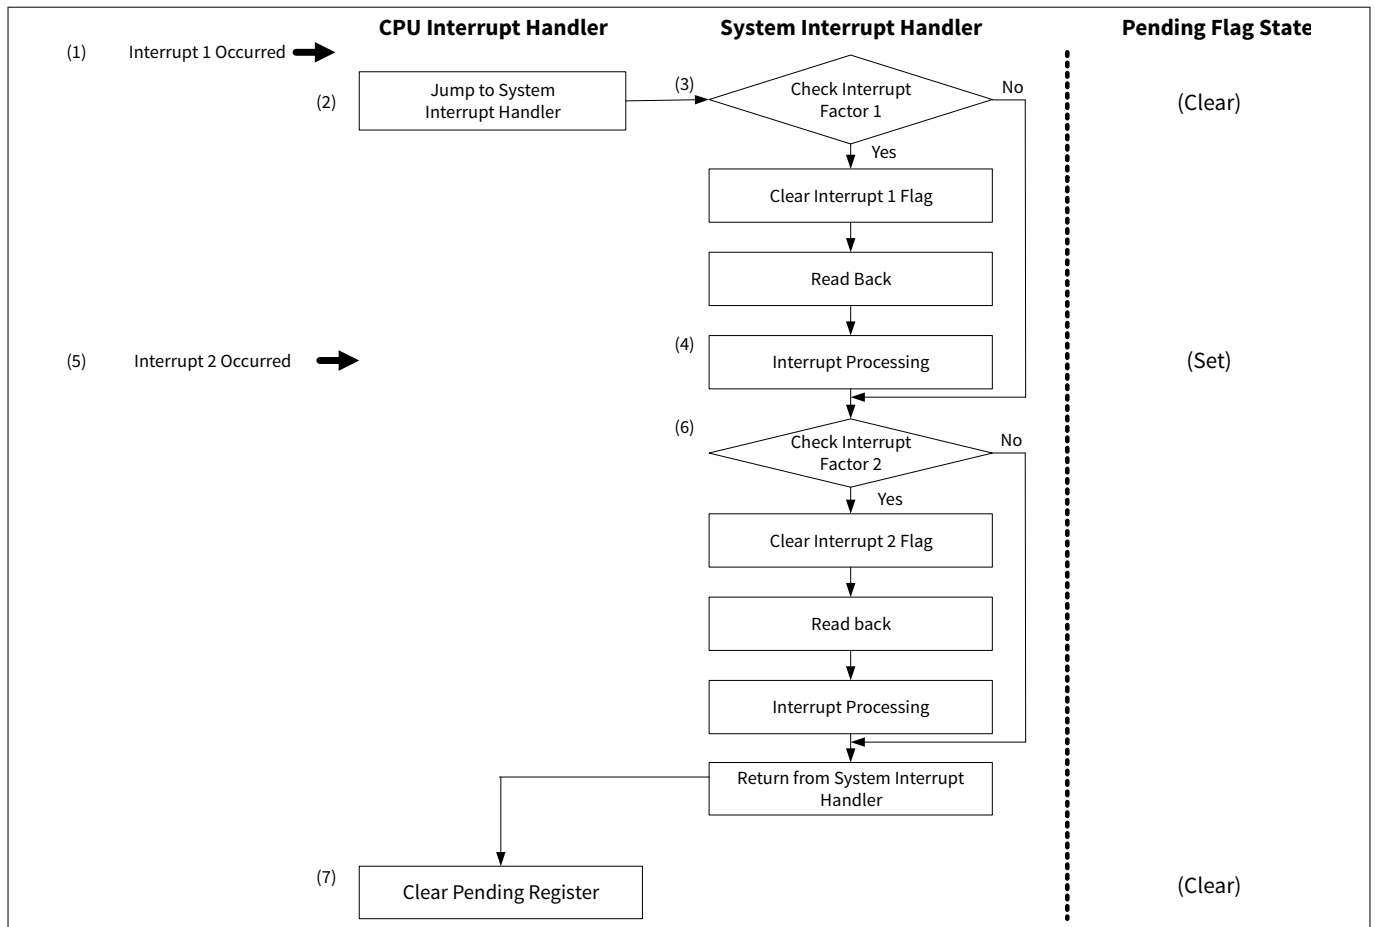 CPU Interrupt Handler
System Interrupt Handler
Pending Flag State
(1)
Interrupt 1 Occurred
(2)
Jump to System
Interrupt Handler
(3)
Check Interrupt
Factor 1
No
(Clear)
Yes
Clear Interrupt 1 Flag
Read Back
(4)
Interrupt Processing
(5)
Interrupt 2 Occurred
(Set)
(6)
Check Interrupt
Factor 2
No
Yes
Clear Interrupt 2 Flag
Read back
Interrupt Processing
Return from System Interrupt
Handler
(7)
Clear Pending Register
(Clear)